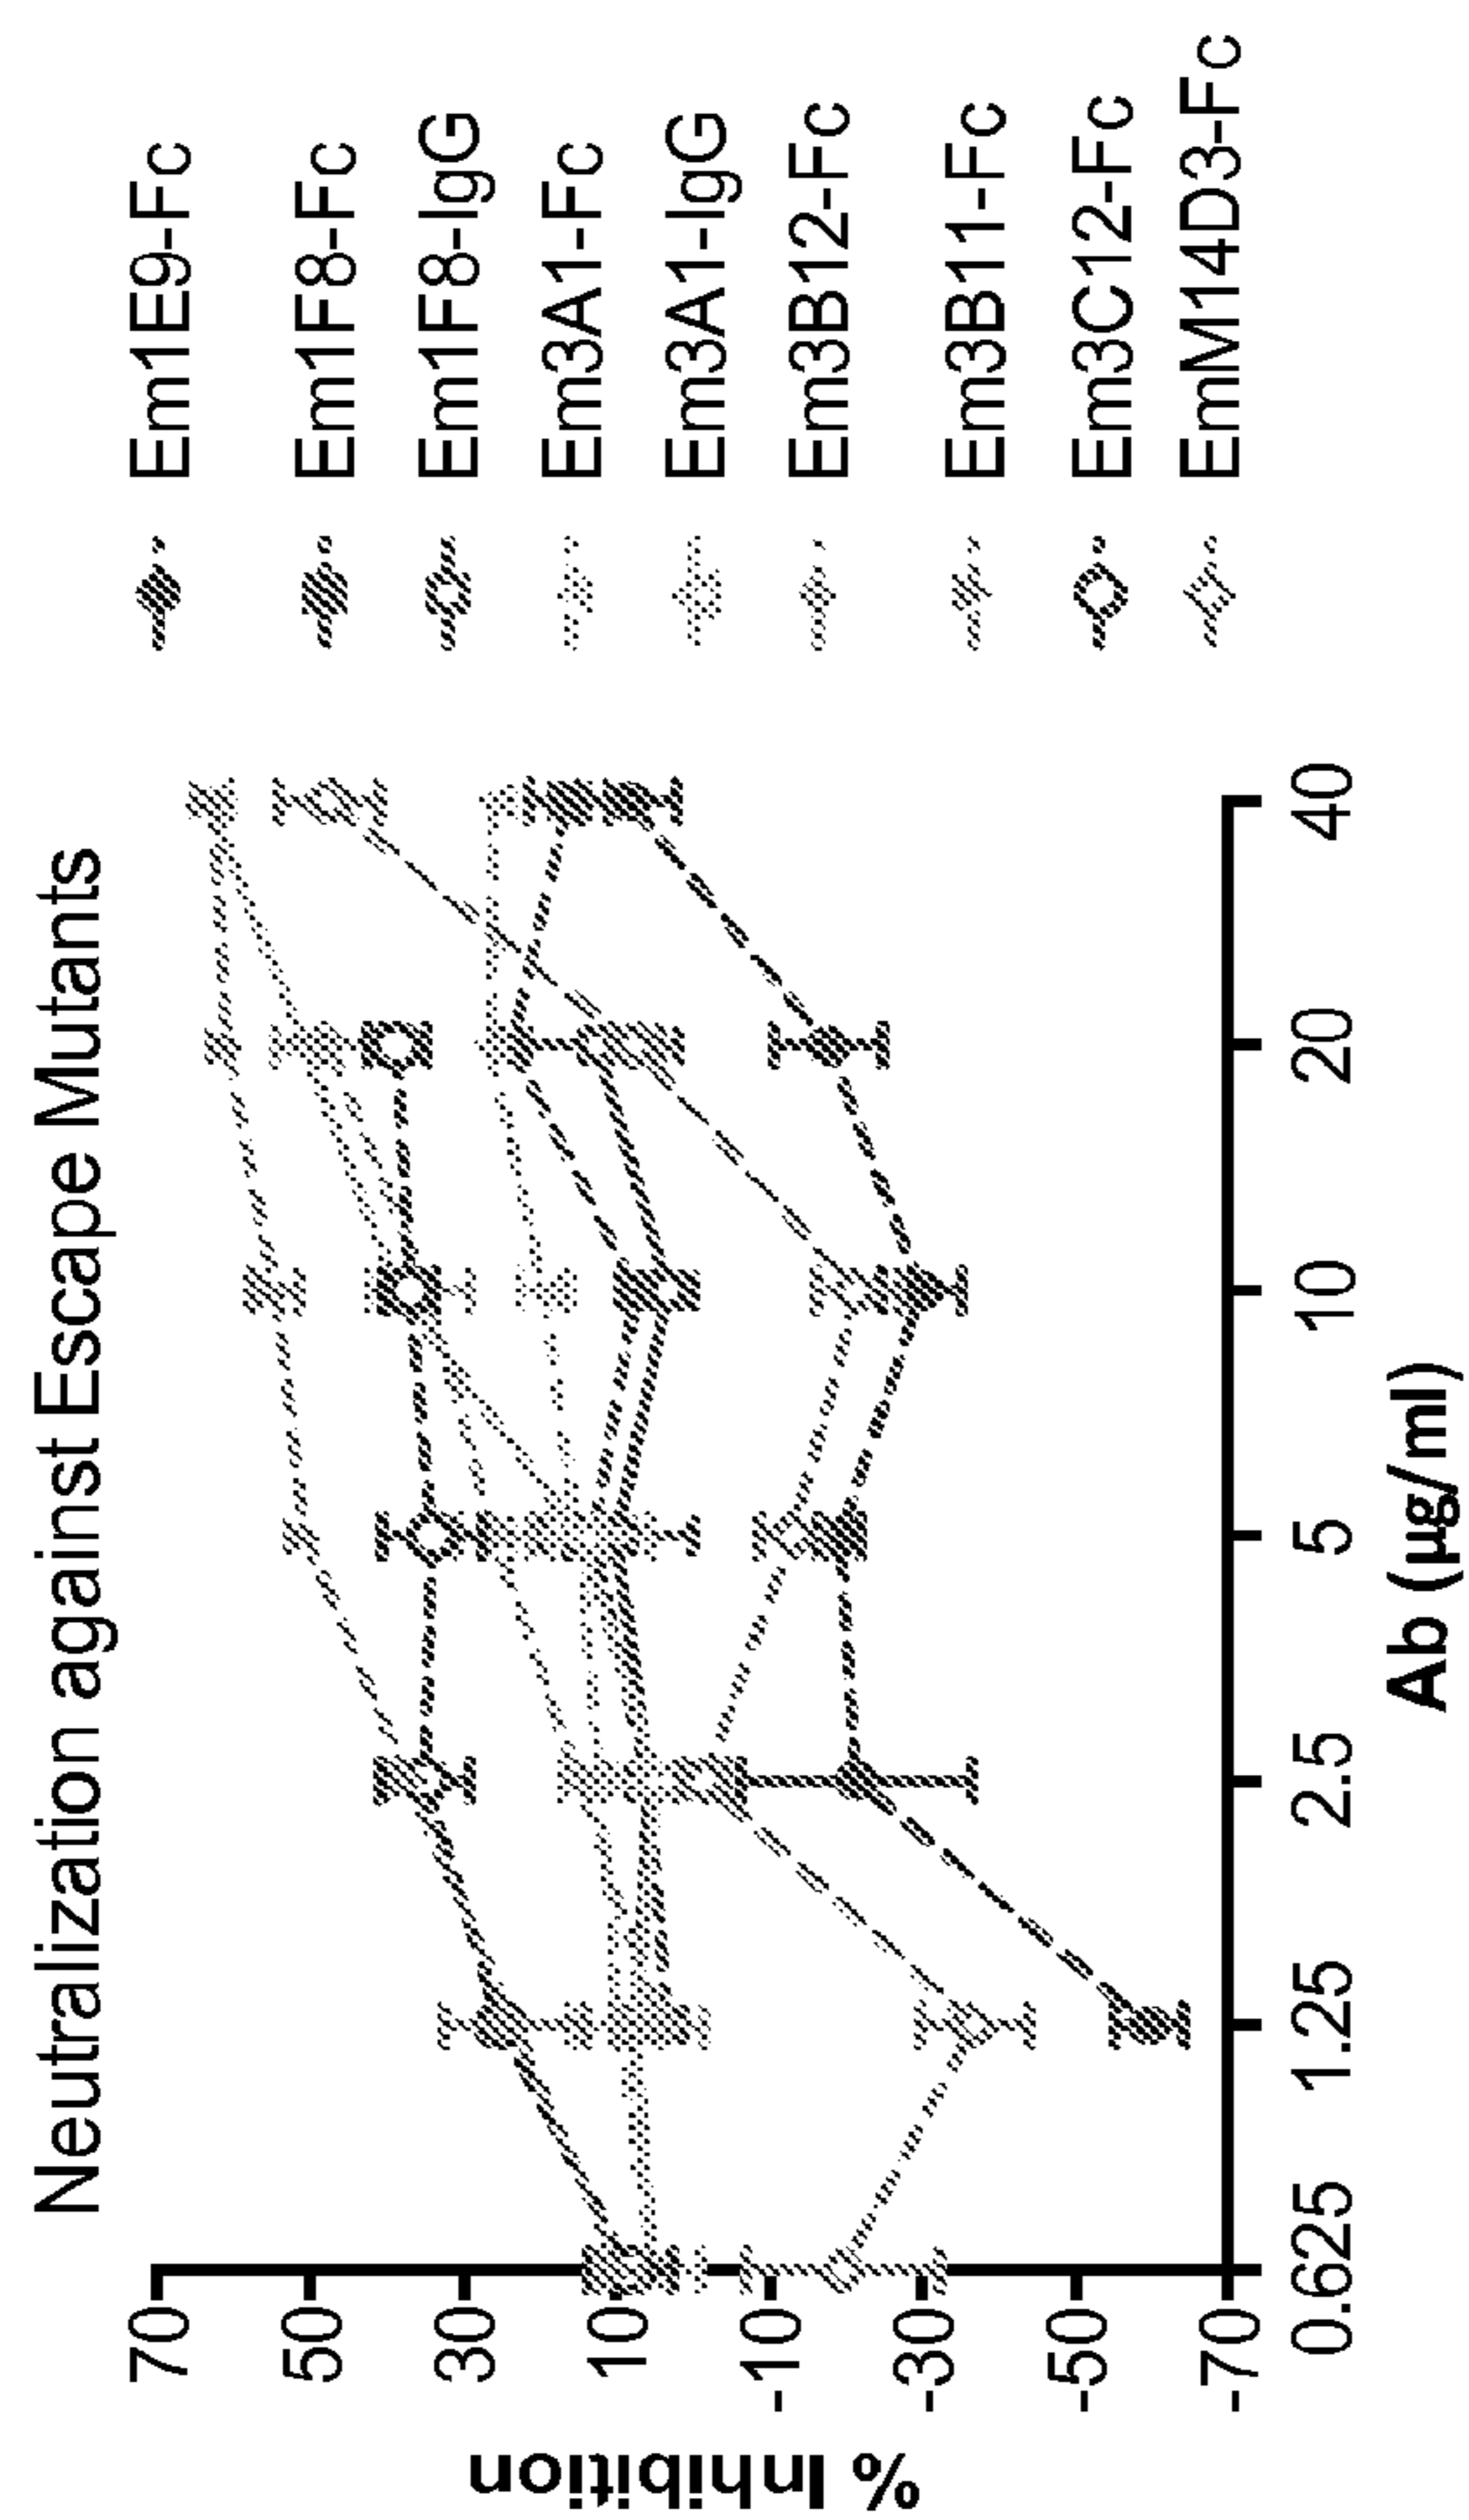 Neutralization against Escape Mutants
% Inhibition
70
50
30
10
-10
-30
-50
-70
0.625
1.25
2.5
5
10
20
40
Ab (µg/ml)
Em1E9-Fc
Em1F8-Fc
Em1F8-IgG
Em3A1-Fc
Em3A1-IgG
Em3B12-Fc
Em3B11-Fc
Em3C12-Fc
EmM14D3-Fc